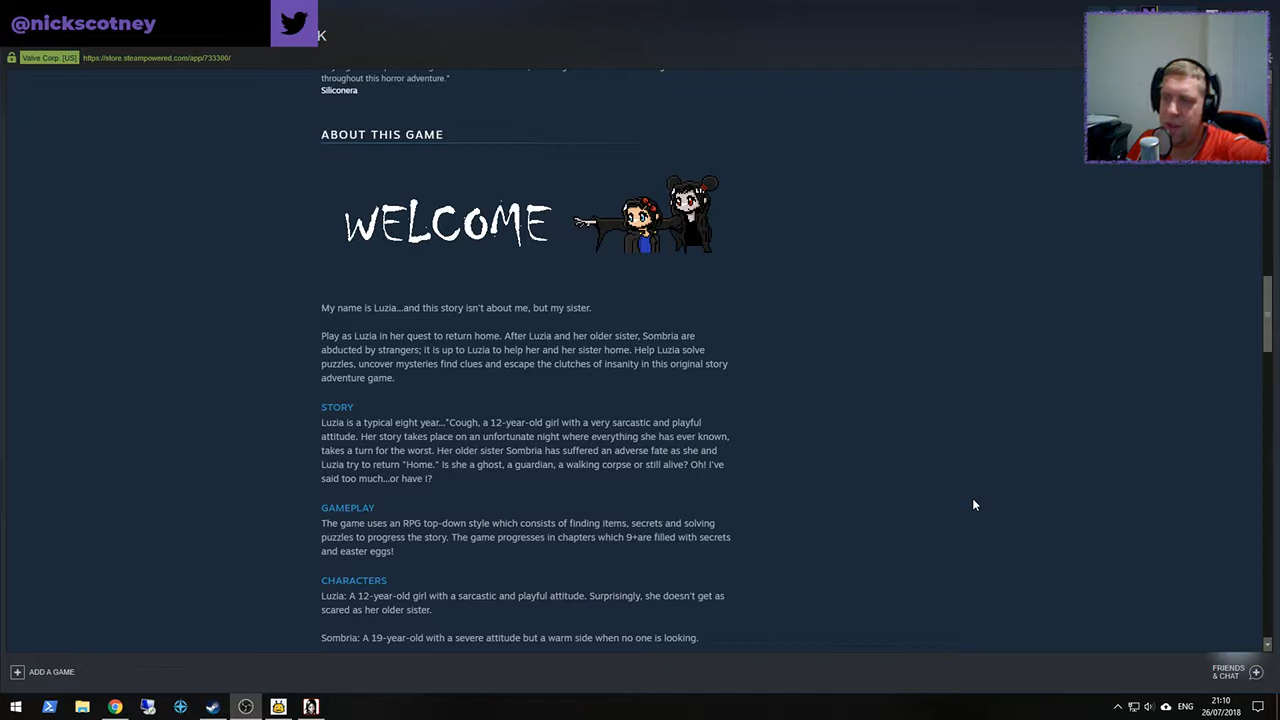 @nickscotney
K
Valve Corp. [US] https://store.steampowered.com/app/733300/
throughout this horror adventure."
Siliconera
ABOUT THIS GAME
WELCOME
My name is Luzia...and this story isn't about me, but my sister.
Play as Luzia in her quest to return home. After Luzia and her older sister, Sombria are
abducted by strangers; it is up to Luzia to help her and her sister home. Help Luzia solve
puzzles, uncover mysteries find clues and escape the clutches of insanity in this original story
adventure game.
STORY
Luzia is a typical eight year..."Cough, a 12-year-old girl with a very sarcastic and playful
attitude. Her story takes place on an unfortunate night where everything she has ever known,
takes a turn for the worst. Her older sister Sombria has suffered an adverse fate as she and
Luzia try to return "Home." Is she a ghost, a guardian, a walking corpse or still alive? Oh! I've
said too much...or have I?
GAMEPLAY
The game uses an RPG top-down style which consists of finding items, secrets and solving
puzzles to progress the story. The game progresses in chapters which 9+are filled with secrets
and easter eggs!
CHARACTERS
Luzia: A 12-year-old girl with a sarcastic and playful attitude. Surprisingly, she doesn't get as
scared as her older sister.
Sombria: A 19-year-old with a severe attitude but a warm side when no one is looking.
ADD A GAME
FRIENDS
& CHAT
ENG
21:10
26/07/2018